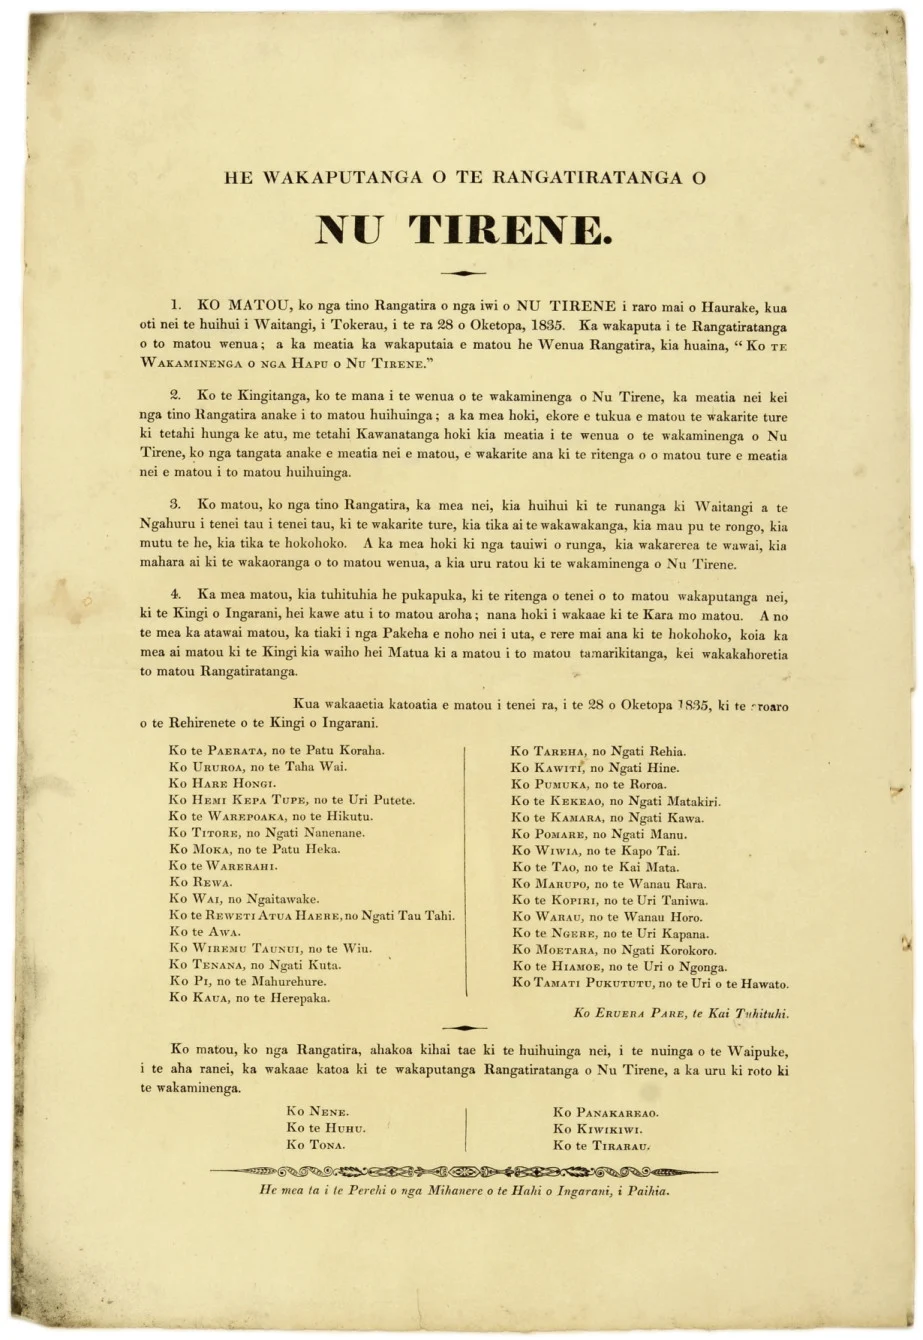 HE WAKAPUTANGA O TE RANGATIRATANGA O
NU TIRENE.
1. KO MATOU, ko nga tino Rangatira o nga iwi o NU TIRENE i raro mai o Haurake, kua
oti nei te huihui i Waitangi, i Tokerau, i te ra 28 o Oketopa, 1835. Ka wakaputa i te Rangatiratanga
o to matou wenua; a ka meatia ka wakaputaia e matou he Wenua Rangatira, kia huaina, “Ko te
Wakaminenga o nga Hapu o Nu Tirene.”
2. Ko te Kingitanga, ko te mana i te wenua o te wakaminenga o Nu Tirene, ka meatia nei kei
nga tino Rangatira anake i to matou huihuinga; a ka mea hoki, ekore e tukua e matou te wakarite ture
ki tetahi hunga ke atu, me tetahi Kawanatanga hoki kia meatia i te wenua o te wakaminenga o Nu
Tirene, ko nga tangata anake e meatia nei e matou, e wakarite ana ki te ritenga o o matou ture e meatia
nei e matou i to matou huihuinga.
3. Ko matou, ko nga tino Rangatira, ka mea nei, kia huihui ki te runanga ki Waitangi a te
Ngahuru i tenei tau i tenei tau, ki te wakarite ture, kia tika ai te wakawakanga, kia mau pu te rongo, kia
mutu te he, kia tika te hokohoko. A ka mea hoki ki nga tauiwi o runga, kia wakarerea te wawai, kia
mahara ai ki te wakaoranga o to matou wenua, a kia uru ratou ki te wakaminenga o Nu Tirene.
4. Ka mea matou, kia tuhituhia he pukapuka, ki te ritenga o tenei o to matou wakaputanga nei,
ki te Kingi o Ingarani, hei kawe atu i to matou aroha; nana hoki i wakaae ki te Kara mo matou. A no
te mea ka atawai matou, ka tiaki i nga Pakeha e noho nei i uta, e rere mai ana ki te hokohoko, koia ka
mea ai matou ki te Kingi kia waiho hei Matua ki a matou i to matou tamarikitanga, kei wakakahoretia
to matou Rangatiratanga.
Kua wakaaetia katoatia e matou i tenei ra, i te 28 o Oketopa 1835, ki te aroaro
o te Rehirenete o te Kingi o Ingarani.
Ko te Paerata, no te Patu Koraha.
Ko Ururoa, no te Taha Wai.
Ko Hare Hongi.
Ko Hemi Kepa Tupe, no te Uri Putete.
Ko te Warepoaka, no te Hikutu.
Ko Titore, no Ngati Nanenane.
Ko Moka, no te Patu Heka.
Ko te Warerahi.
Ko Rewa.
Ko Wai, no Ngaitawake.
Ko te Reweti Atua Haere, no Ngati Tau Tahi.
Ko te Awa.
Ko Wiremu Taunui, no te Wiu.
Ko Tenana, no Ngati Kuta.
Ko Pi, no te Mahurehure.
Ko Kaua, no te Herepaka.
Ko Tareha, no Ngati Rehia.
Ko Kawiti, no Ngati Hine.
Ko Pumuka, no te Roroa.
Ko te Kekeao, no Ngati Matakiri.
Ko te Kamara, no Ngati Kawa.
Ko Pomare, no Ngati Manu.
Ko Wiwia, no te Kapo Tai.
Ko te Tao, no te Kai Mata.
Ko Marupo, no te Wanau Rara.
Ko te Kopiri, no te Uri Taniwa.
Ko Warau, no te Wanau Horo.
Ko te Ngere, no te Uri Kapana.
Ko Moetara, no Ngati Korokoro.
Ko te Hiamoe, no te Uri o Ngonga.
Ko Tamati Pukututu, no te Uri o te Hawato.
Ko Eruera Pare, te Kai Tuhituhi.
Ko matou, ko nga Rangatira, ahakoa kihai tae ki te huihuinga nei, i te nuinga o te Waipuke,
i te aha ranei, ka wakaae katoa ki te wakaputanga Rangatiratanga o Nu Tirene, a ka uru ki roto ki
te wakaminenga.
Ko Nene.
Ko te Huhu.
Ko Tona.
Ko Panakareao.
Ko Kiwikiwi.
Ko te Tirarau.
He mea ta i te Perehi o nga Mihanere o te Hahi o Ingarani, i Paihia.